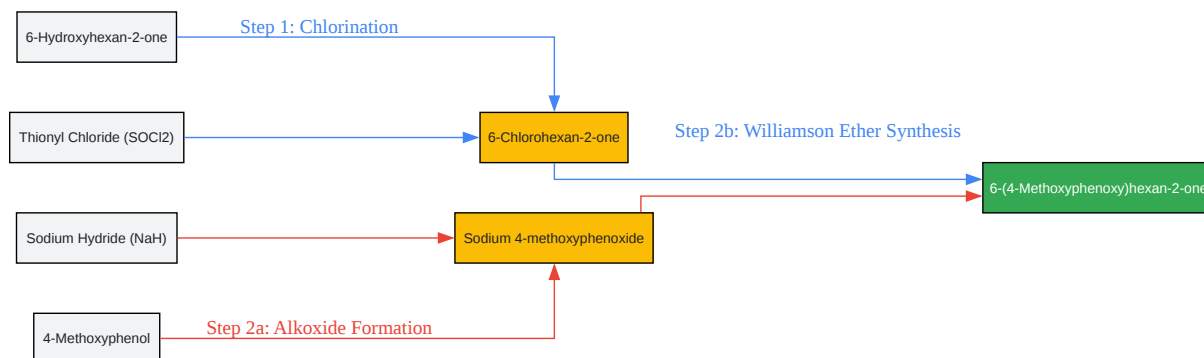 6-Hydroxyhexan-2-one
Step 1: Chlorination
Thionyl Chloride (SOCl2)
6-Chlorohexan-2-one
Step 2b: Williamson Ether Synthesis
6-(4-Methoxyphenoxy)hexan-2-one
Sodium Hydride (NaH)
Sodium 4-methoxyphenoxide
4-Methoxyphenol
Step 2a: Alkoxide Formation